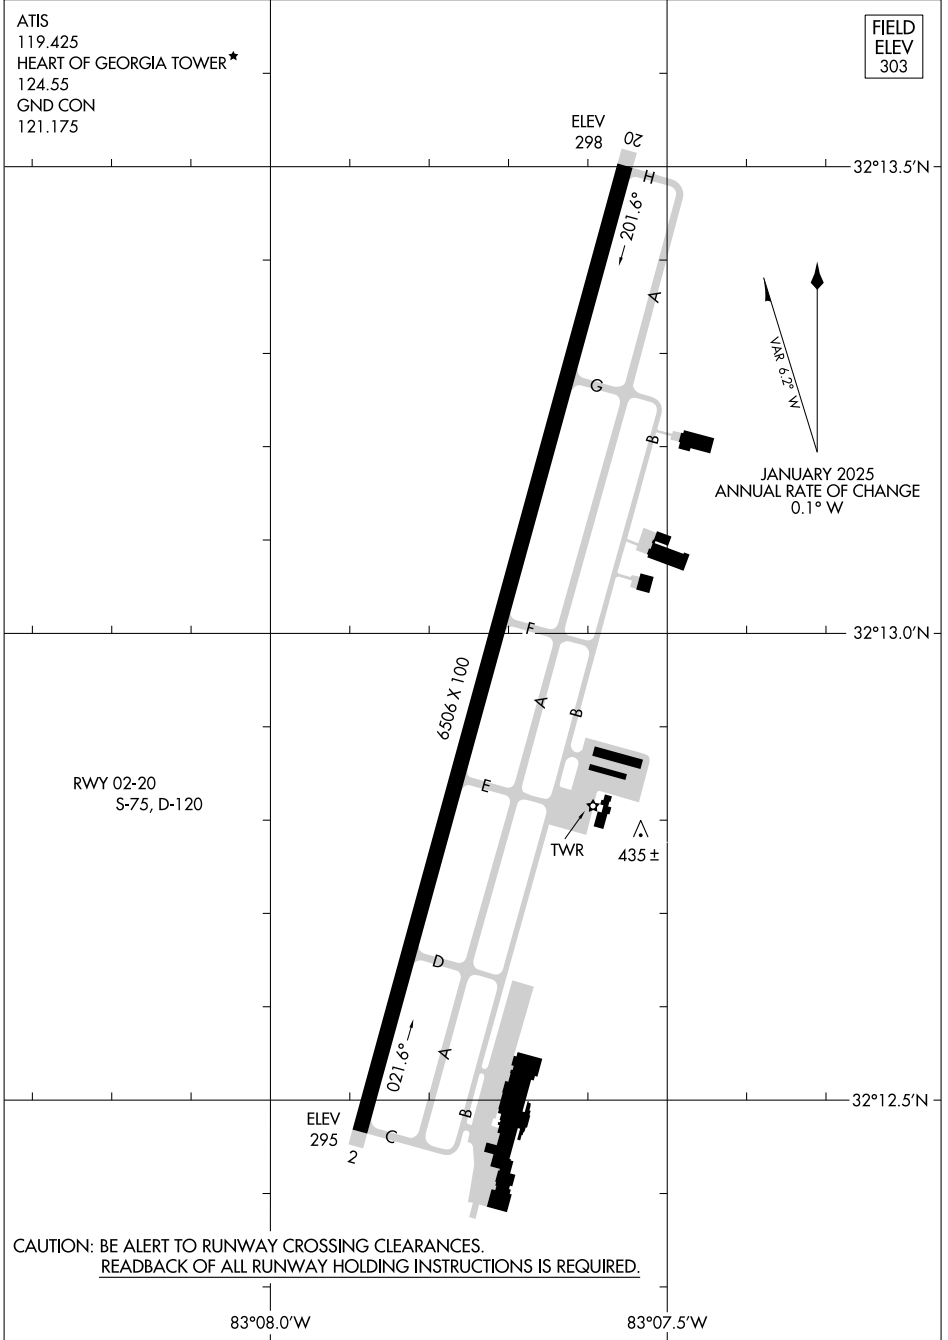 ATIS
119.425
HEART OF GEORGIA TOWER★
124.55
GND CON
121.175
FIELD
ELEV
303
ELEV
298
20
32°13.5'N
H
201.6°
A
VAR 6.2° W
G
B
JANUARY 2025
ANNUAL RATE OF CHANGE
0.1° W
F
32°13.0'N
6506 X 100
A
B
RWY 02-20
S-75, D-120
E
TWR
435 ±
D
021.6°
A
ELEV
295
B
32°12.5'N
C
2
CAUTION: BE ALERT TO RUNWAY CROSSING CLEARANCES.
READBACK OF ALL RUNWAY HOLDING INSTRUCTIONS IS REQUIRED.
83°08.0'W
83°07.5'W